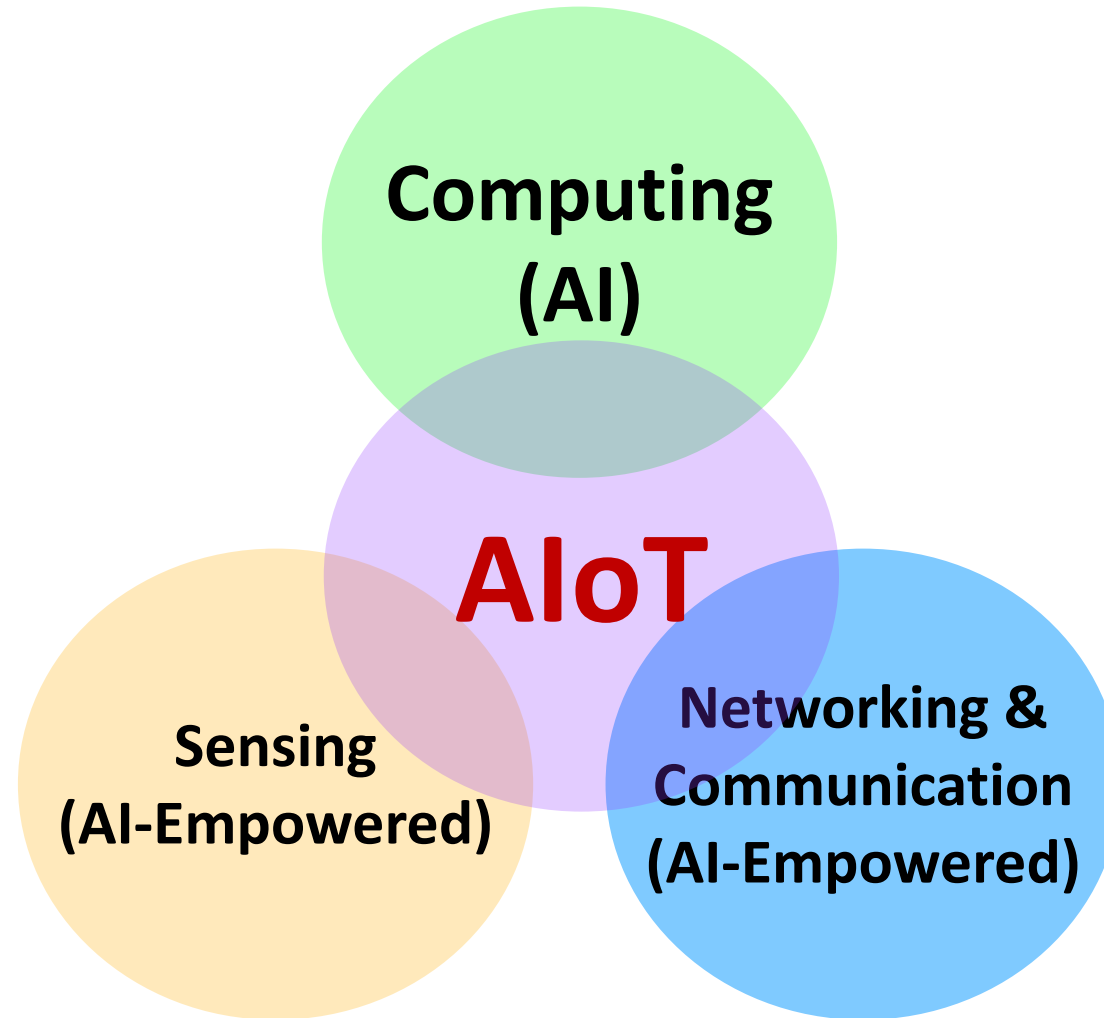 Computing
(AI)
AIoT
Sensing
(AI-Empowered)
Networking &
Communication
(AI-Empowered)